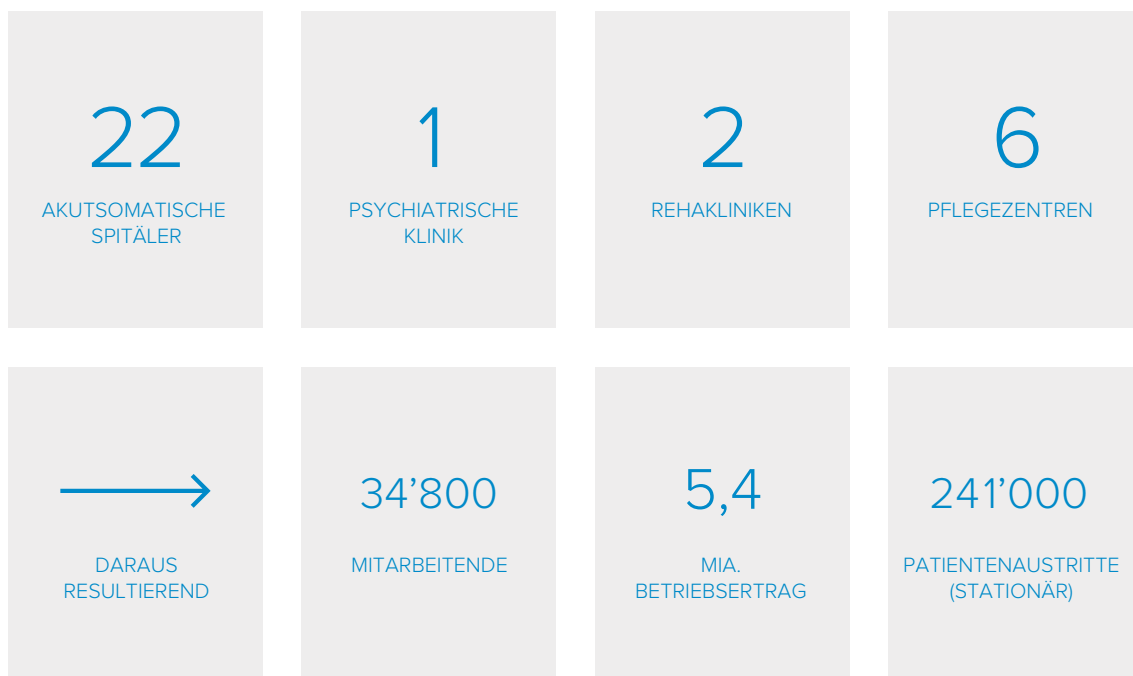 22
AKUTSOMATISCHE
SPITÄLER
1
PSYCHIATRISCHE
KLINIK
2
REHAKLINIKEN
6
PFLEGEZENTREN
DARAUS
RESULTIEREND
34’800
MITARBEITENDE
5,4
MIA.
BETRIEBSERTRAG
241’000
PATIENTENAUSTRITTE
(STATIONÄR)